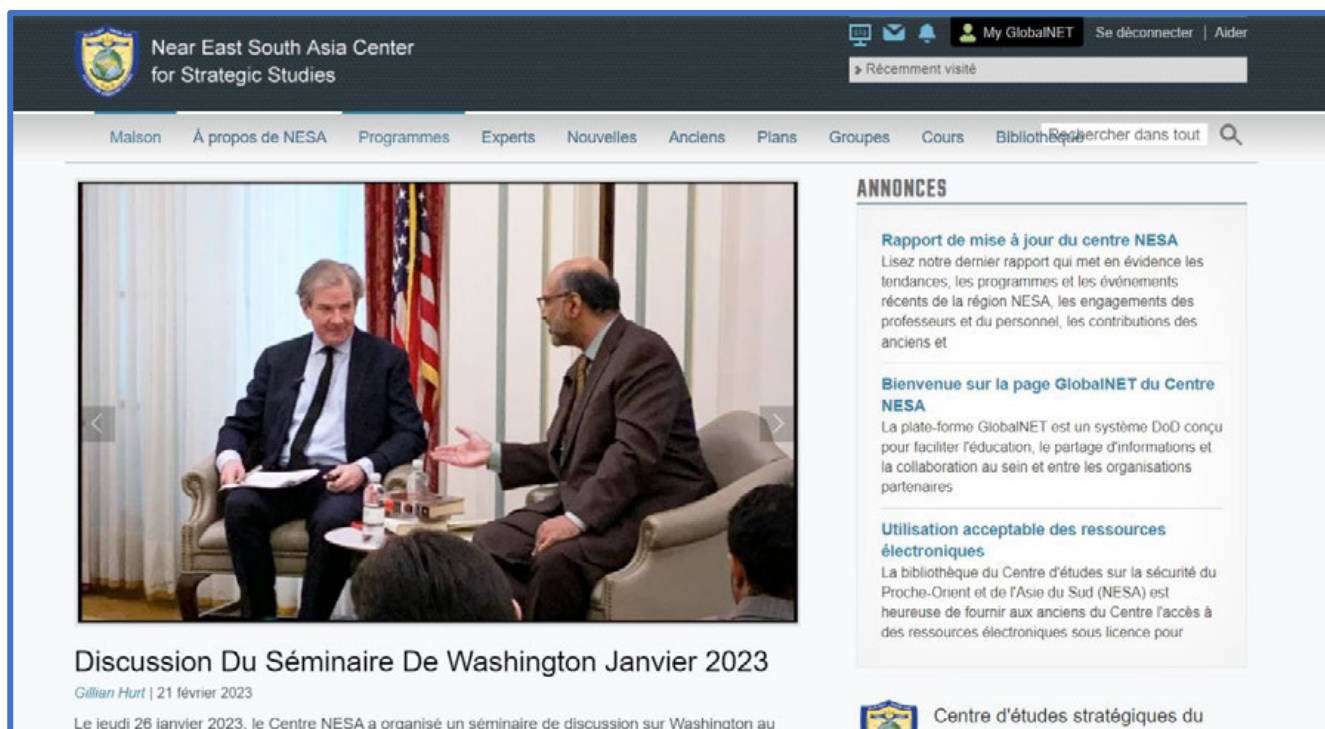 Near East South Asia Center
for Strategic Studies
My GlobalNET Se déconnecter | Aider
Récemment visité
Maison À propos de NESA Programmes Experts Nouvelles Anciens Plans Groupes Cours Bibliothèque Rechercher dans tout
ANNONCES
Rapport de mise à jour du centre NESA
Lisez notre dernier rapport qui met en évidence les
tendances, les programmes et les événements
récents de la région NESA, les engagements des
professeurs et du personnel, les contributions des
anciens et
Bienvenue sur la page GlobalNET du Centre
NESA
La plate-forme GlobalNET est un système DoD conçu
pour faciliter l'éducation, le partage d'informations et
la collaboration au sein et entre les organisations
partenaires
Utilisation acceptable des ressources
électroniques
La bibliothèque du Centre d'études sur la sécurité du
Proche-Orient et de l'Asie du Sud (NESA) est
heureuse de fournir aux anciens du Centre l'accès à
des ressources électroniques sous licence pour
Discussion Du Séminaire De Washington Janvier 2023
Gillian Hurt | 21 février 2023
Le jeudi 26 janvier 2023, le Centre NESA a organisé un séminaire de discussion sur Washington au
Centre d'études stratégiques du